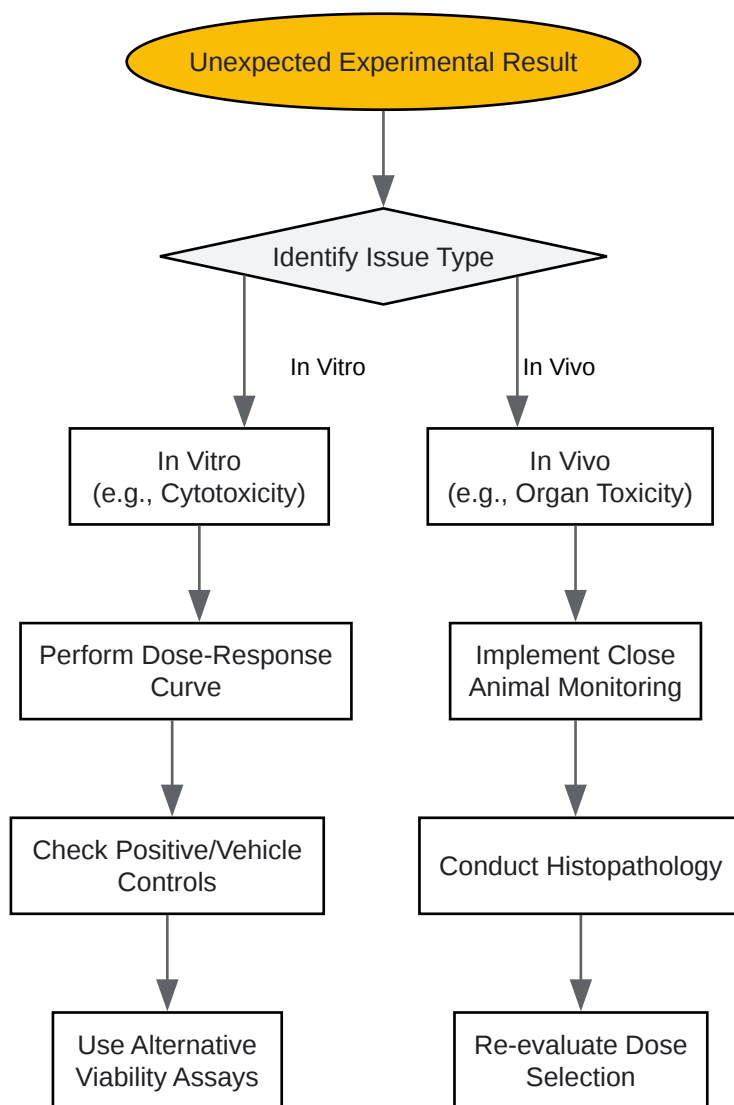 Unexpected Experimental Result
Identify Issue Type
In Vitro
In Vivo
In Vitro
(e.g., Cytotoxicity)
In Vivo
(e.g., Organ Toxicity)
Perform Dose-Response
Curve
Implement Close
Animal Monitoring
Check Positive/Vehicle
Controls
Conduct Histopathology
Use Alternative
Viability Assays
Re-evaluate Dose
Selection